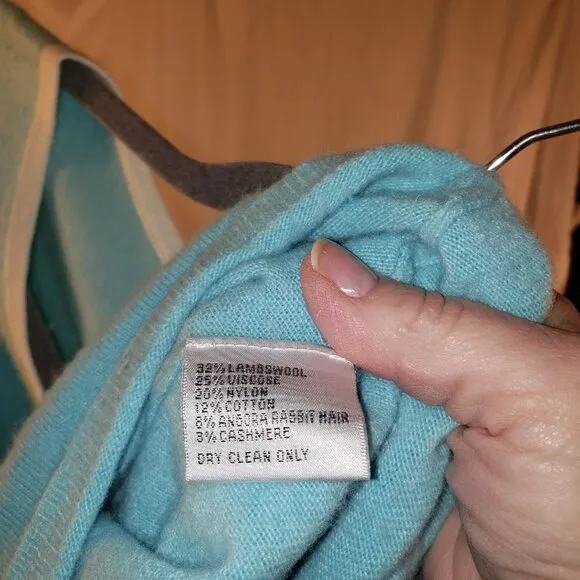 32% LAMBSWOOL
25% VISCOSE
20% NYLON
12% COTTON
8% ANGORA RABBIT HAIR
3% CASHMERE
DRY CLEAN ONLY